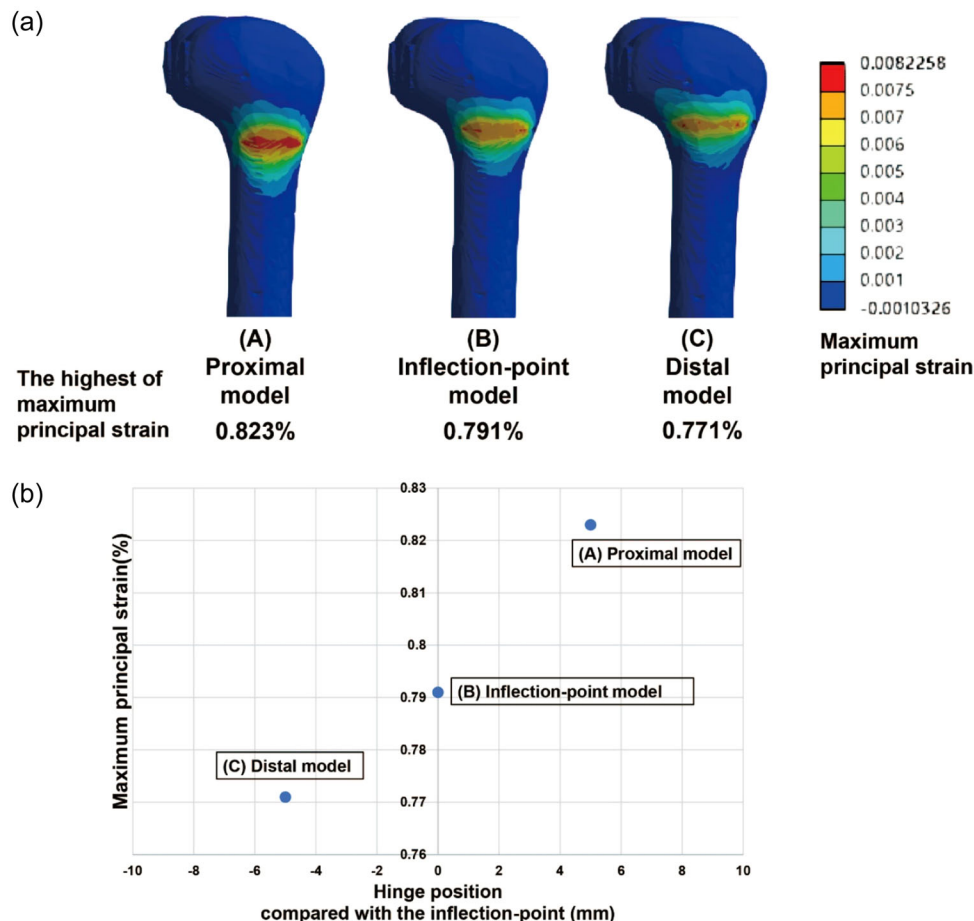 (a)
0.0082258
0.0075
0.007
0.006
0.005
0.004
0.003
0.002
0.001
-0.0010326
Maximum
principal strain
(A)
Proximal
model
(B)
Inflection-point
model
(C)
Distal
model
The highest of
maximum
principal strain
0.823%
0.791%
0.771%
(b)
Maximum principal strain(%)
0.83
0.82
0.81
0.8
0.79
0.78
0.77
0.76
(A) Proximal model
(B) Inflection-point model
(C) Distal model
-10
-8
-6
-4
-2
0
2
4
6
8
10
Hinge position
compared with the inflection-point (mm)